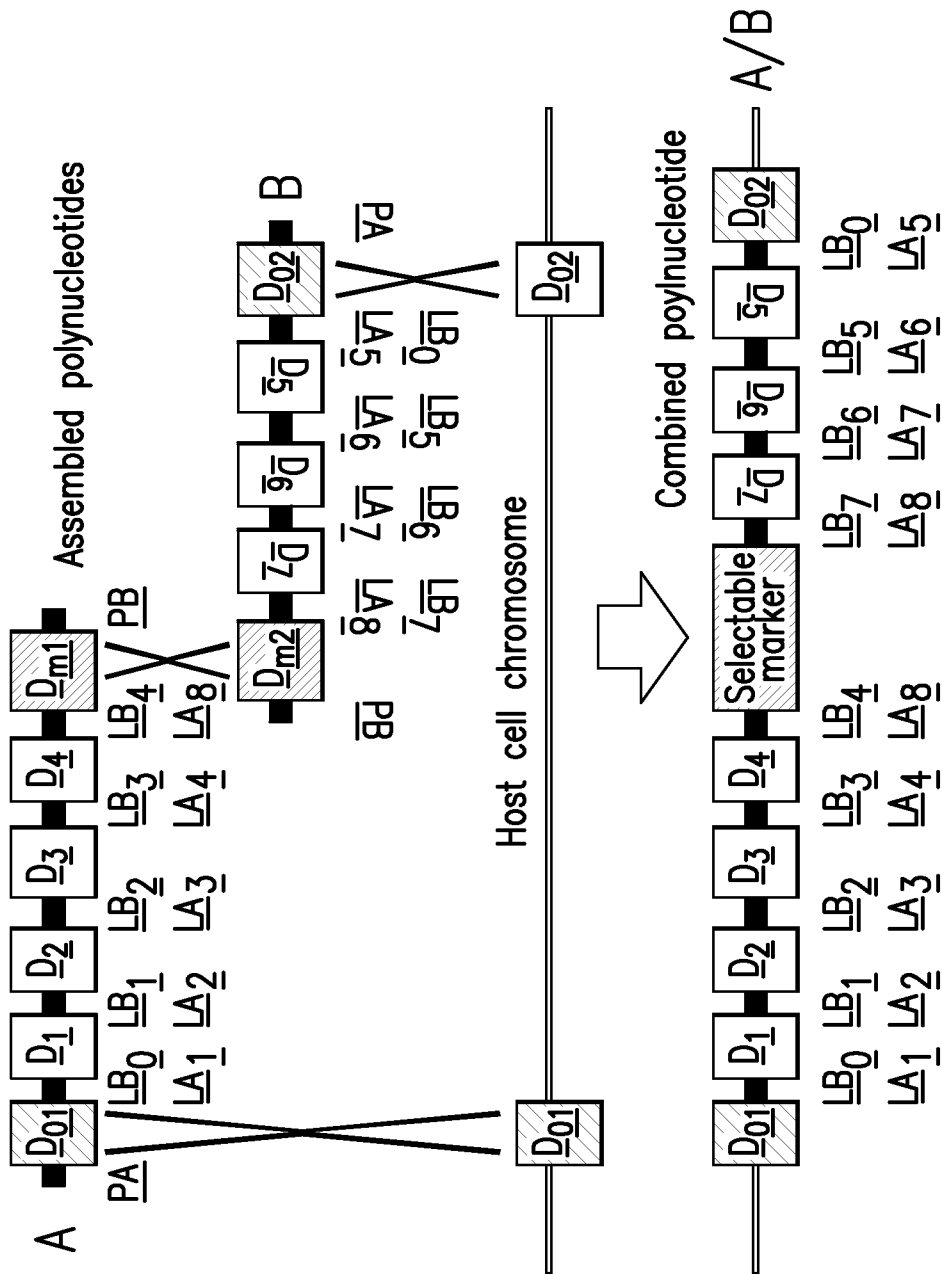 Assembled polynucleotides
A
D01
D1
D2
D3
D4
Dm1
PA
LB0
LB1
LB2
LB3
LB4
PB
LA1
LA2
LA3
LA4
LA8
B
Dm2
D7
D6
D5
D02
PB
LA8
LA7
LA6
LA5
PA
LB7
LB6
LB5
LB0
Host cell chromosome
D01
D02
Combined poylnucleotide
A/B
D01
D1
D2
D3
D4
Selectable
marker
D7
D6
D5
D02
LB0
LB1
LB2
LB3
LB4
LB7
LB6
LB5
LB0
LA1
LA2
LA3
LA4
LA8
LA8
LA7
LA6
LA5